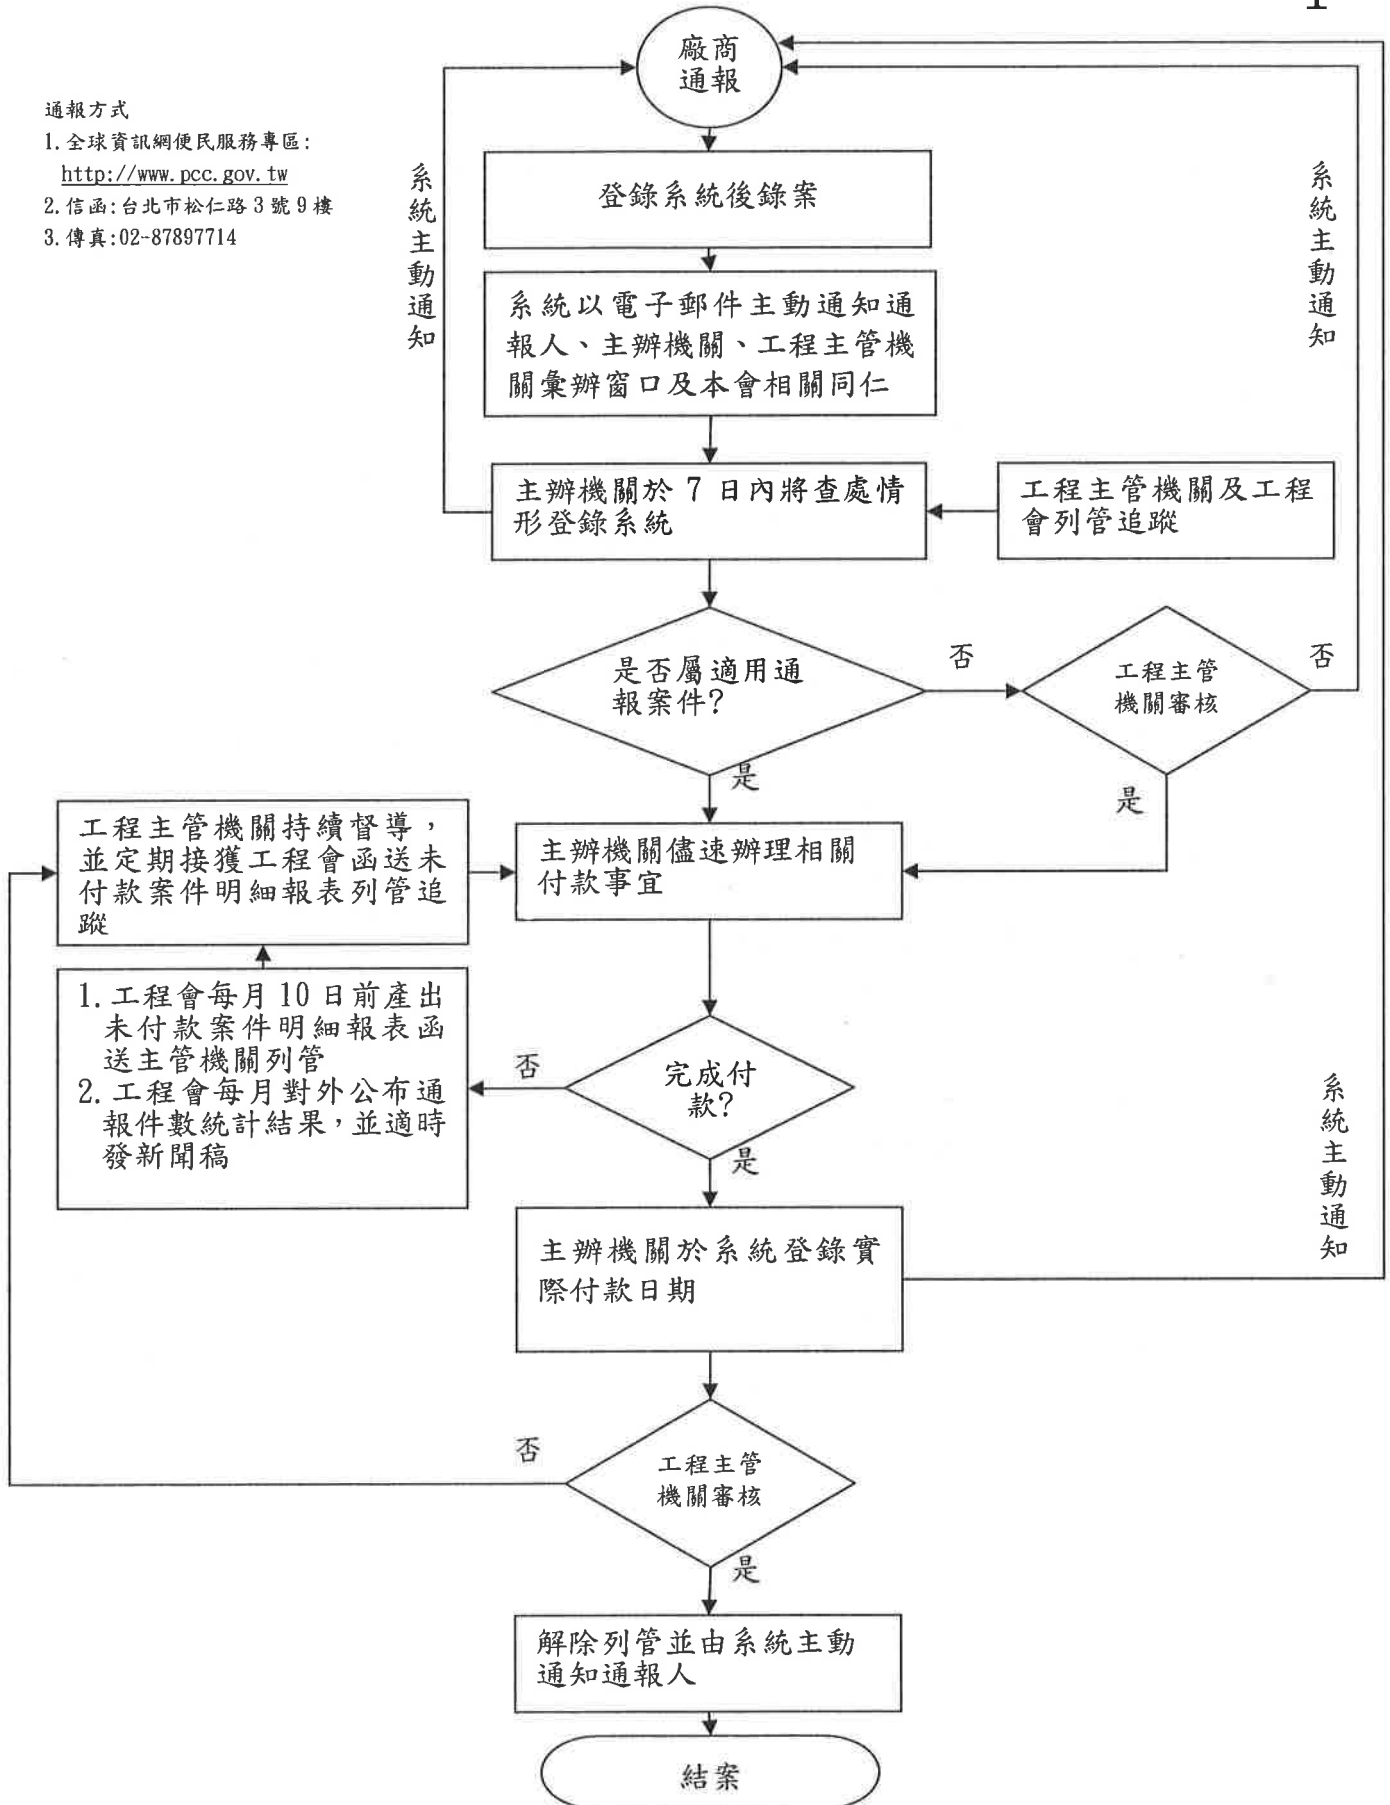 1
廠商
通報
通報方式
1. 全球資訊網便民服務專區:
http://www.pcc.gov.tw
2. 信函:台北市松仁路 3 號 9 樓
3. 傳真:02-87897714
系統主動通知
系統主動通知
登錄系統後錄案
系統以電子郵件主動通知通
報人、主辦機關、工程主管機
關彙辦窗口及本會相關同仁
主辦機關於 7 日內將查處情
形登錄系統
工程主管機關及工程
會列管追蹤
是否屬適用通
報案件?
否
工程主管
機關審核
否
是
是
工程主管機關持續督導,
並定期接獲工程會函送未
付款案件明細報表列管追
蹤
主辦機關儘速辦理相關
付款事宜
1. 工程會每月 10 日前產出
未付款案件明細報表函
送主管機關列管
2. 工程會每月對外公布通
報件數統計結果,並適時
發新聞稿
否
完成付
款?
是
系統主動通知
主辦機關於系統登錄實
際付款日期
否
工程主管
機關審核
是
解除列管並由系統主動
通知通報人
結案